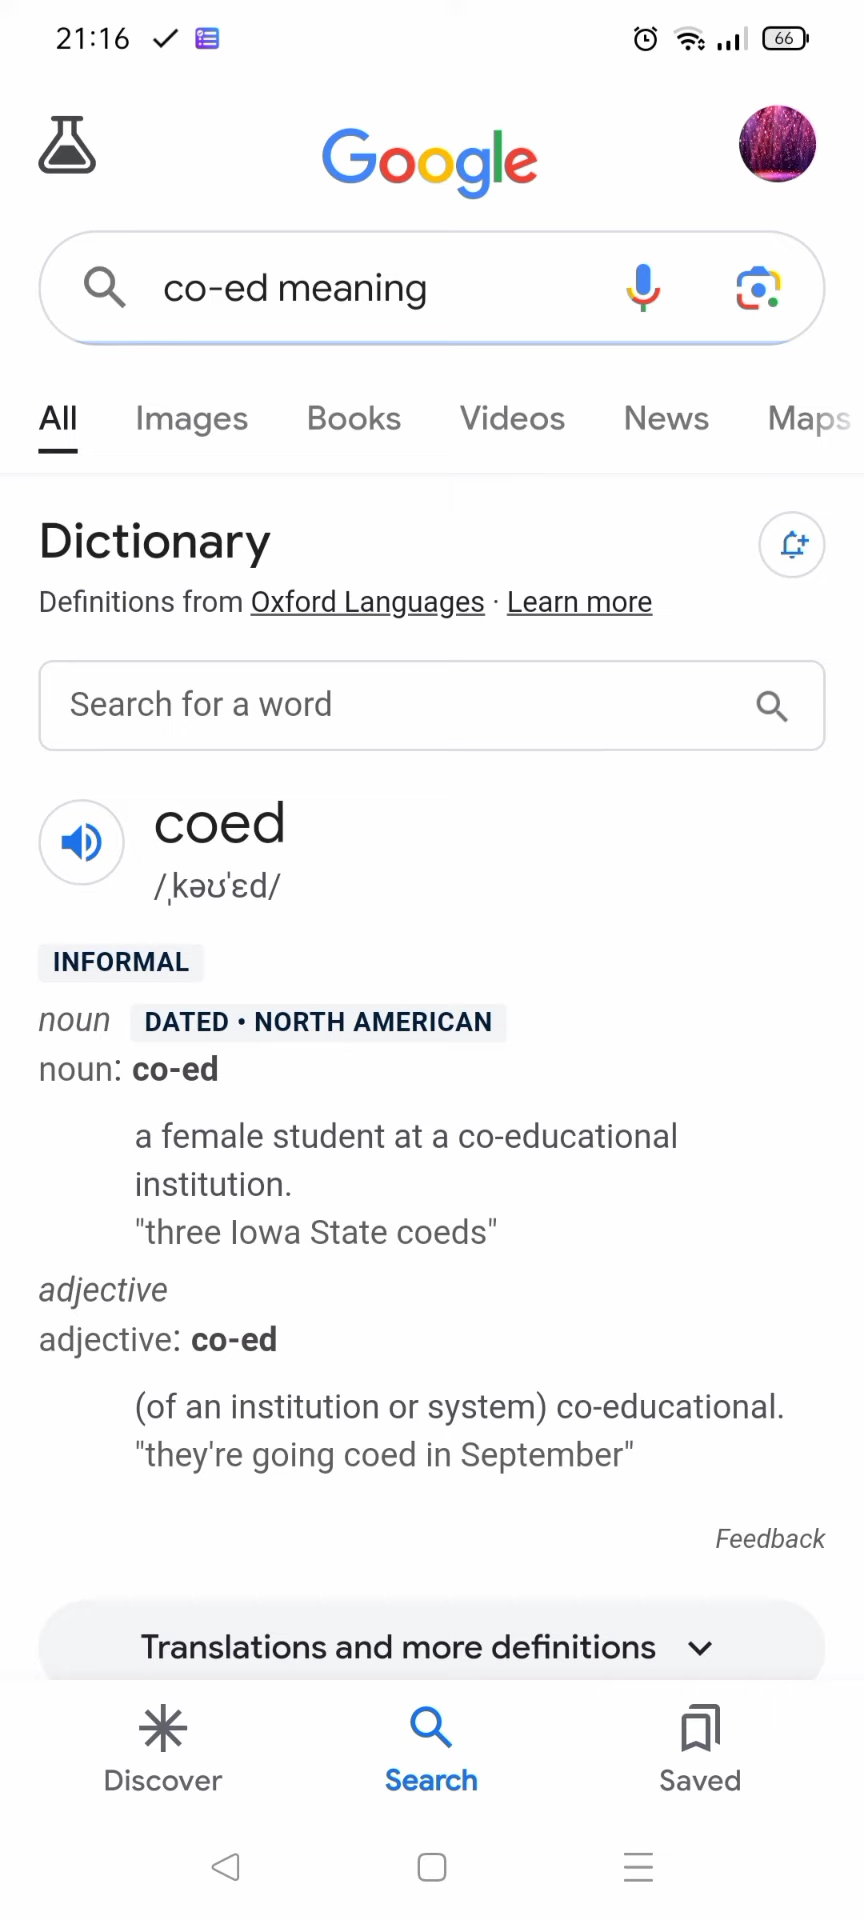 21:16
66
Google
co-ed meaning
All Images Books Videos News Maps
Dictionary
Definitions from Oxford Languages · Learn more
Search for a word
coed
/ˌkəʊˈɛd/
INFORMAL
noun DATED • NORTH AMERICAN
noun: co-ed
a female student at a co-educational
institution.
"three Iowa State coeds"
adjective
adjective: co-ed
(of an institution or system) co-educational.
"they're going coed in September"
Feedback
Translations and more definitions
Discover Search Saved